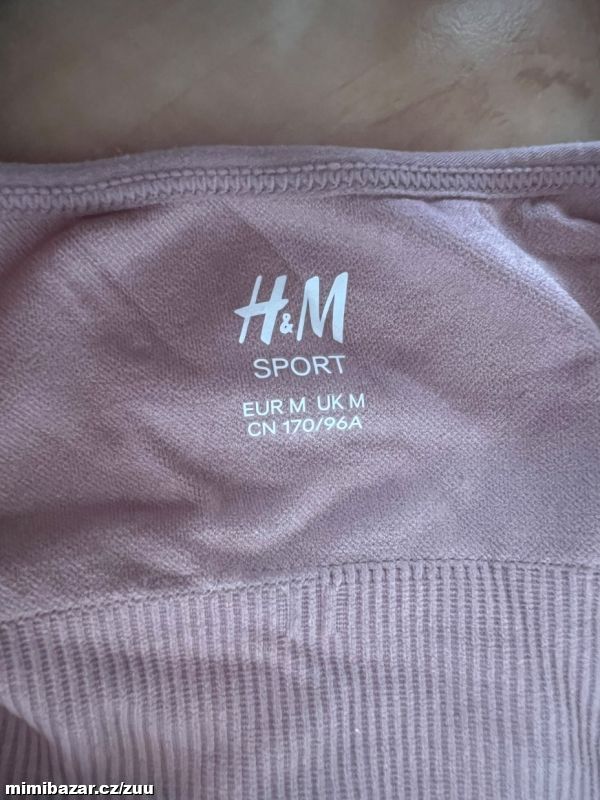 H&M
SPORT
EUR M UK M
CN 170/96A
mimibazar.cz/zuu